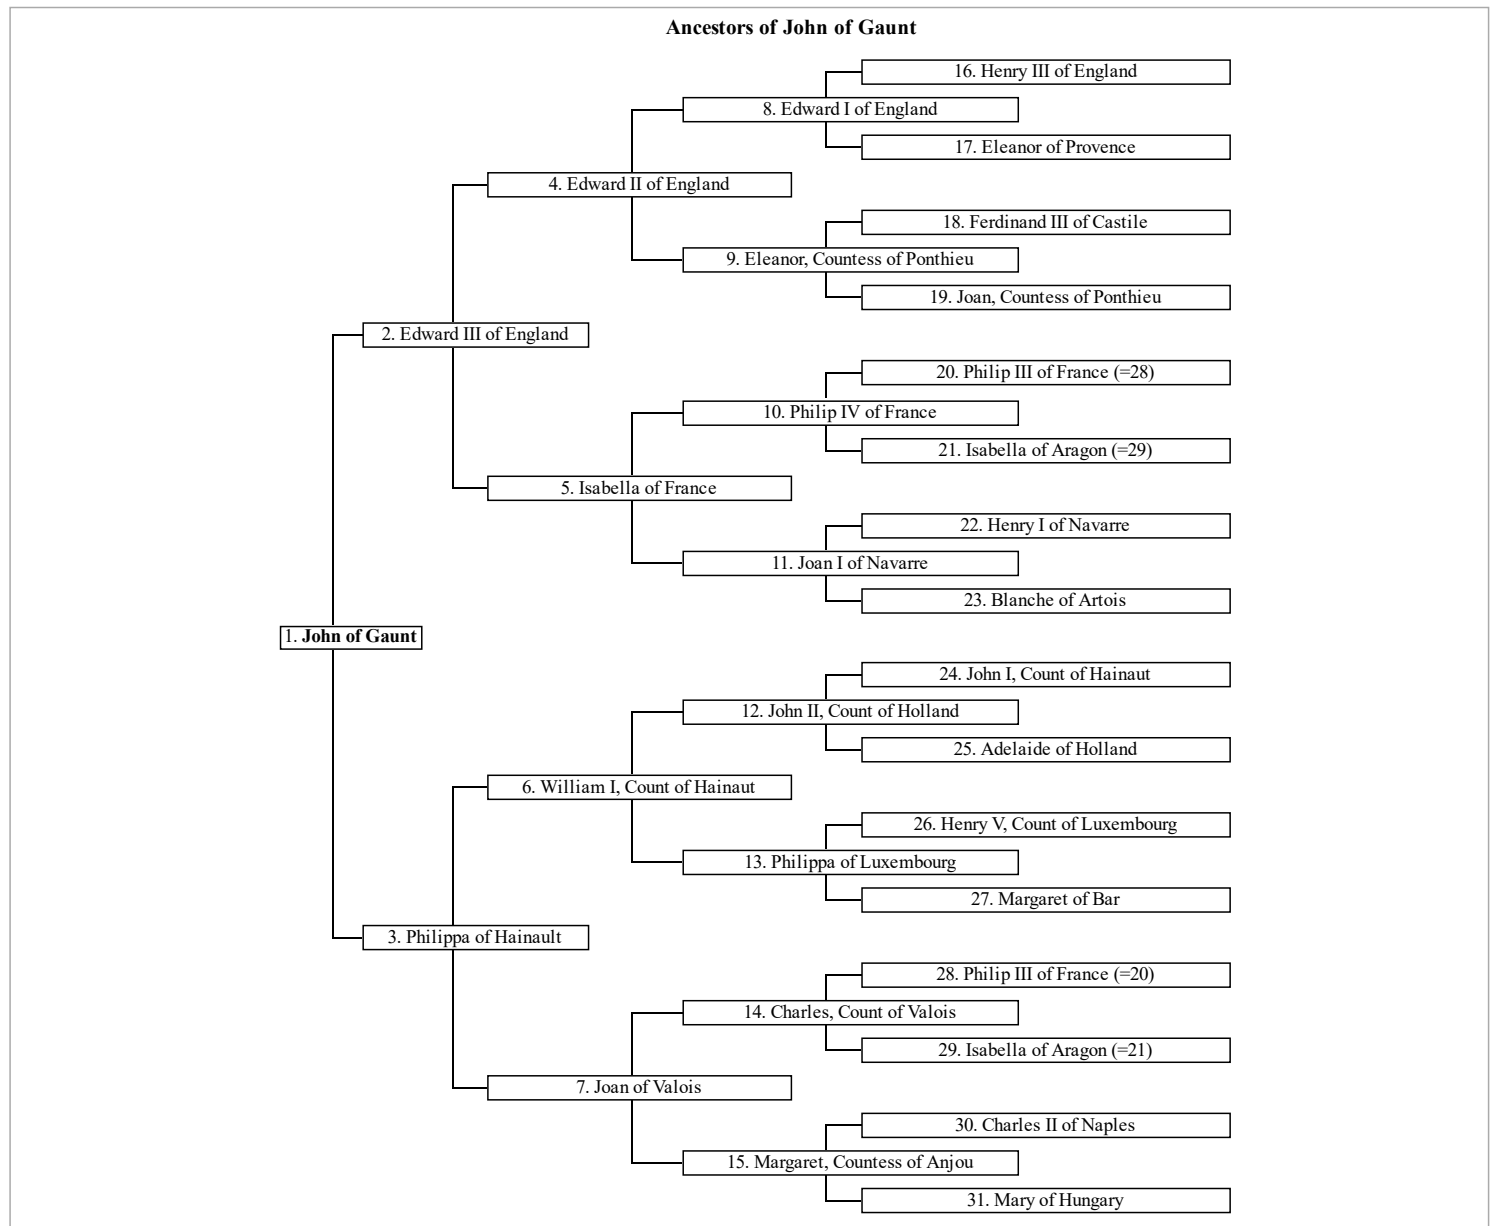 Ancestors of John of Gaunt
16. Henry III of England
8. Edward I of England
17. Eleanor of Provence
4. Edward II of England
18. Ferdinand III of Castile
9. Eleanor, Countess of Ponthieu
19. Joan, Countess of Ponthieu
2. Edward III of England
20. Philip III of France (=28)
10. Philip IV of France
21. Isabella of Aragon (=29)
5. Isabella of France
22. Henry I of Navarre
11. Joan I of Navarre
23. Blanche of Artois
1. John of Gaunt
24. John I, Count of Hainaut
12. John II, Count of Holland
25. Adelaide of Holland
6. William I, Count of Hainaut
26. Henry V, Count of Luxembourg
13. Philippa of Luxembourg
27. Margaret of Bar
3. Philippa of Hainault
28. Philip III of France (=20)
14. Charles, Count of Valois
29. Isabella of Aragon (=21)
7. Joan of Valois
30. Charles II of Naples
15. Margaret, Countess of Anjou
31. Mary of Hungary